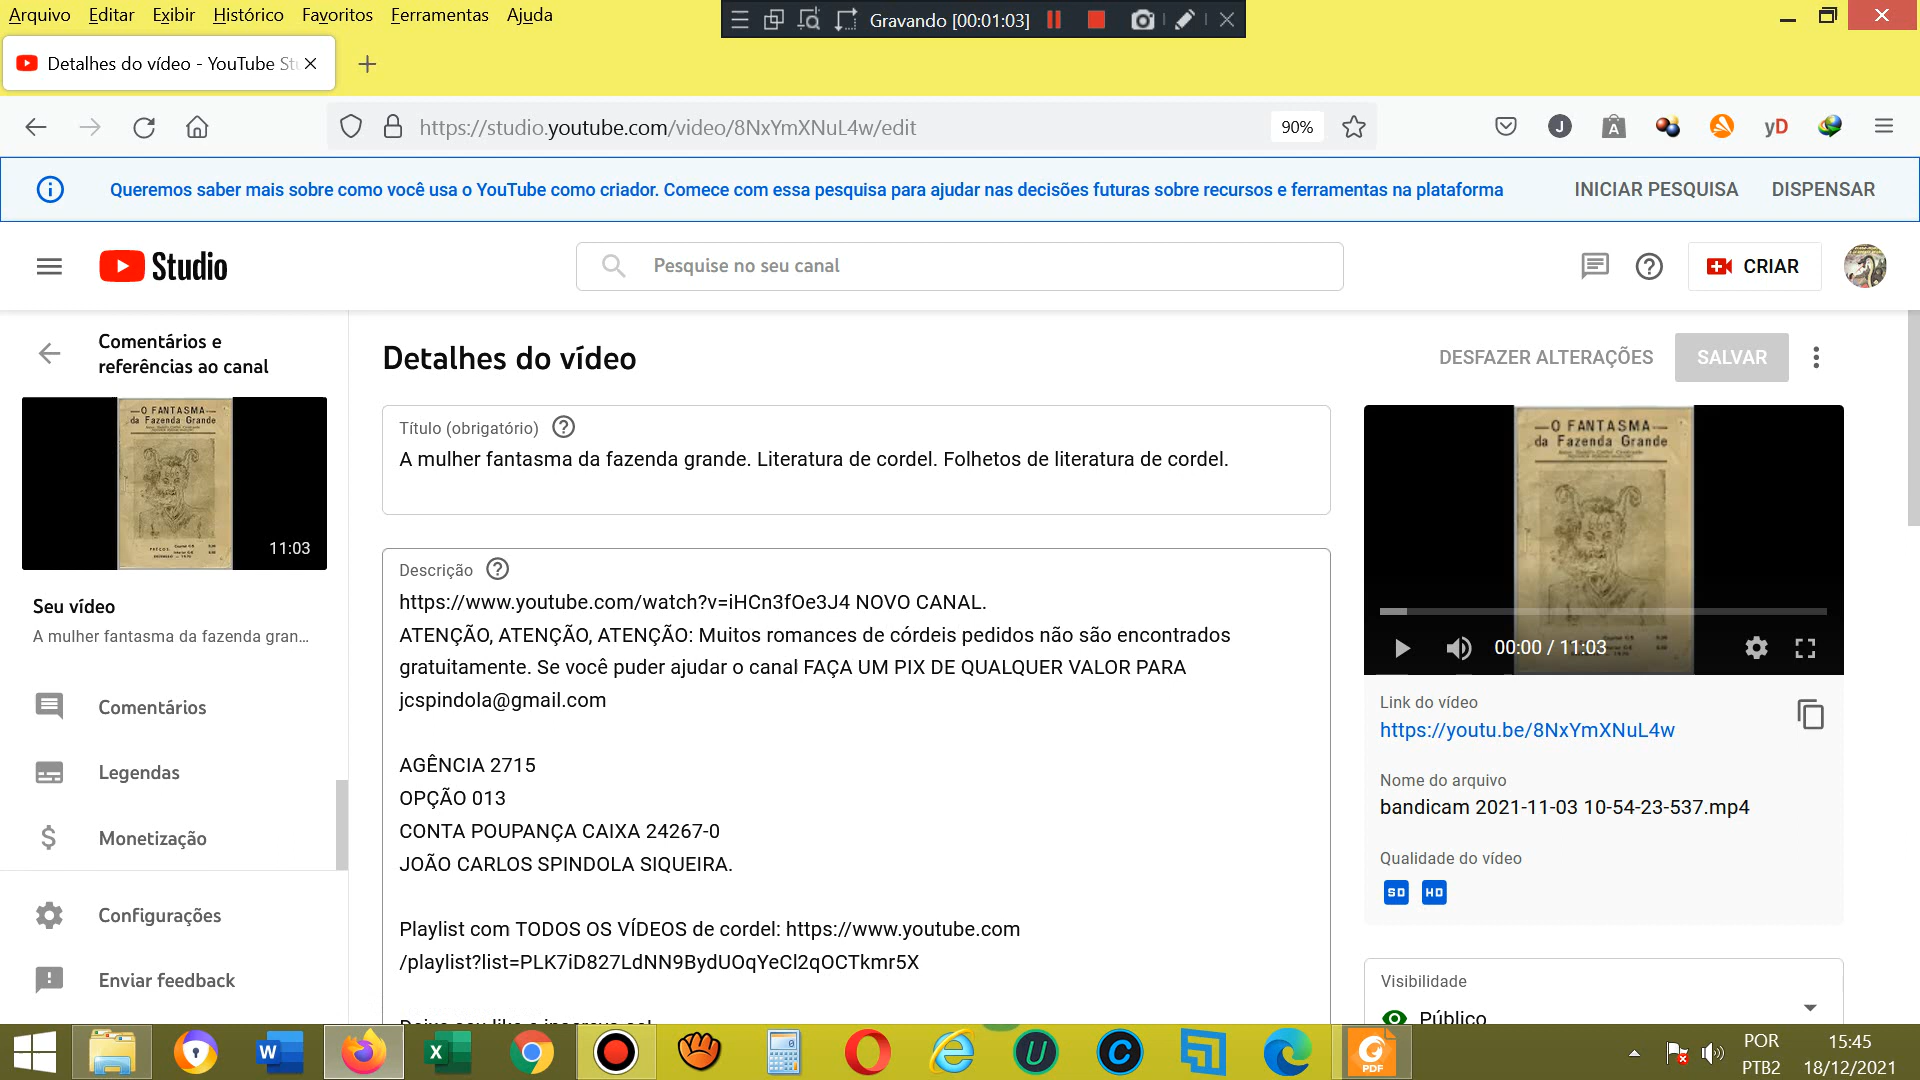 Arquivo Editar Exibir Histórico Favoritos Ferramentas Ajuda
Gravando [00:01:03]
Detalhes do vídeo - YouTube St
https://studio.youtube.com/video/8NxYmXNuL4w/edit
90%
Queremos saber mais sobre como você usa o YouTube como criador. Comece com essa pesquisa para ajudar nas decisões futuras sobre recursos e ferramentas na plataforma
INICIAR PESQUISA
DISPENSAR
Studio
Pesquise no seu canal
CRIAR
Comentários e
referências ao canal
O FANTASMA
da Fazenda Grande
11:03
Seu vídeo
A mulher fantasma da fazenda gran...
Comentários
Legendas
Monetização
Configurações
Enviar feedback
Detalhes do vídeo
DESFAZER ALTERAÇÕES
SALVAR
Título (obrigatório)
A mulher fantasma da fazenda grande. Literatura de cordel. Folhetos de literatura de cordel.
Descrição
https://www.youtube.com/watch?v=iHCn3fOe3J4 NOVO CANAL.
ATENÇÃO, ATENÇÃO, ATENÇÃO: Muitos romances de córdeis pedidos não são encontrados
gratuitamente. Se você puder ajudar o canal FAÇA UM PIX DE QUALQUER VALOR PARA
jcspindola@gmail.com
AGÊNCIA 2715
OPÇÃO 013
CONTA POUPANÇA CAIXA 24267-0
JOÃO CARLOS SPINDOLA SIQUEIRA.
Playlist com TODOS OS VÍDEOS de cordel: https://www.youtube.com
/playlist?list=PLK7iD827LdNN9BydUOqYeCl2qOCTkmr5X
O FANTASMA
da Fazenda Grande
00:00 / 11:03
Link do vídeo
https://youtu.be/8NxYmXNuL4w
Nome do arquivo
bandicam 2021-11-03 10-54-23-537.mp4
Qualidade do vídeo
SD HD
Visibilidade
Público
POR
PTB2
15:45
18/12/2021